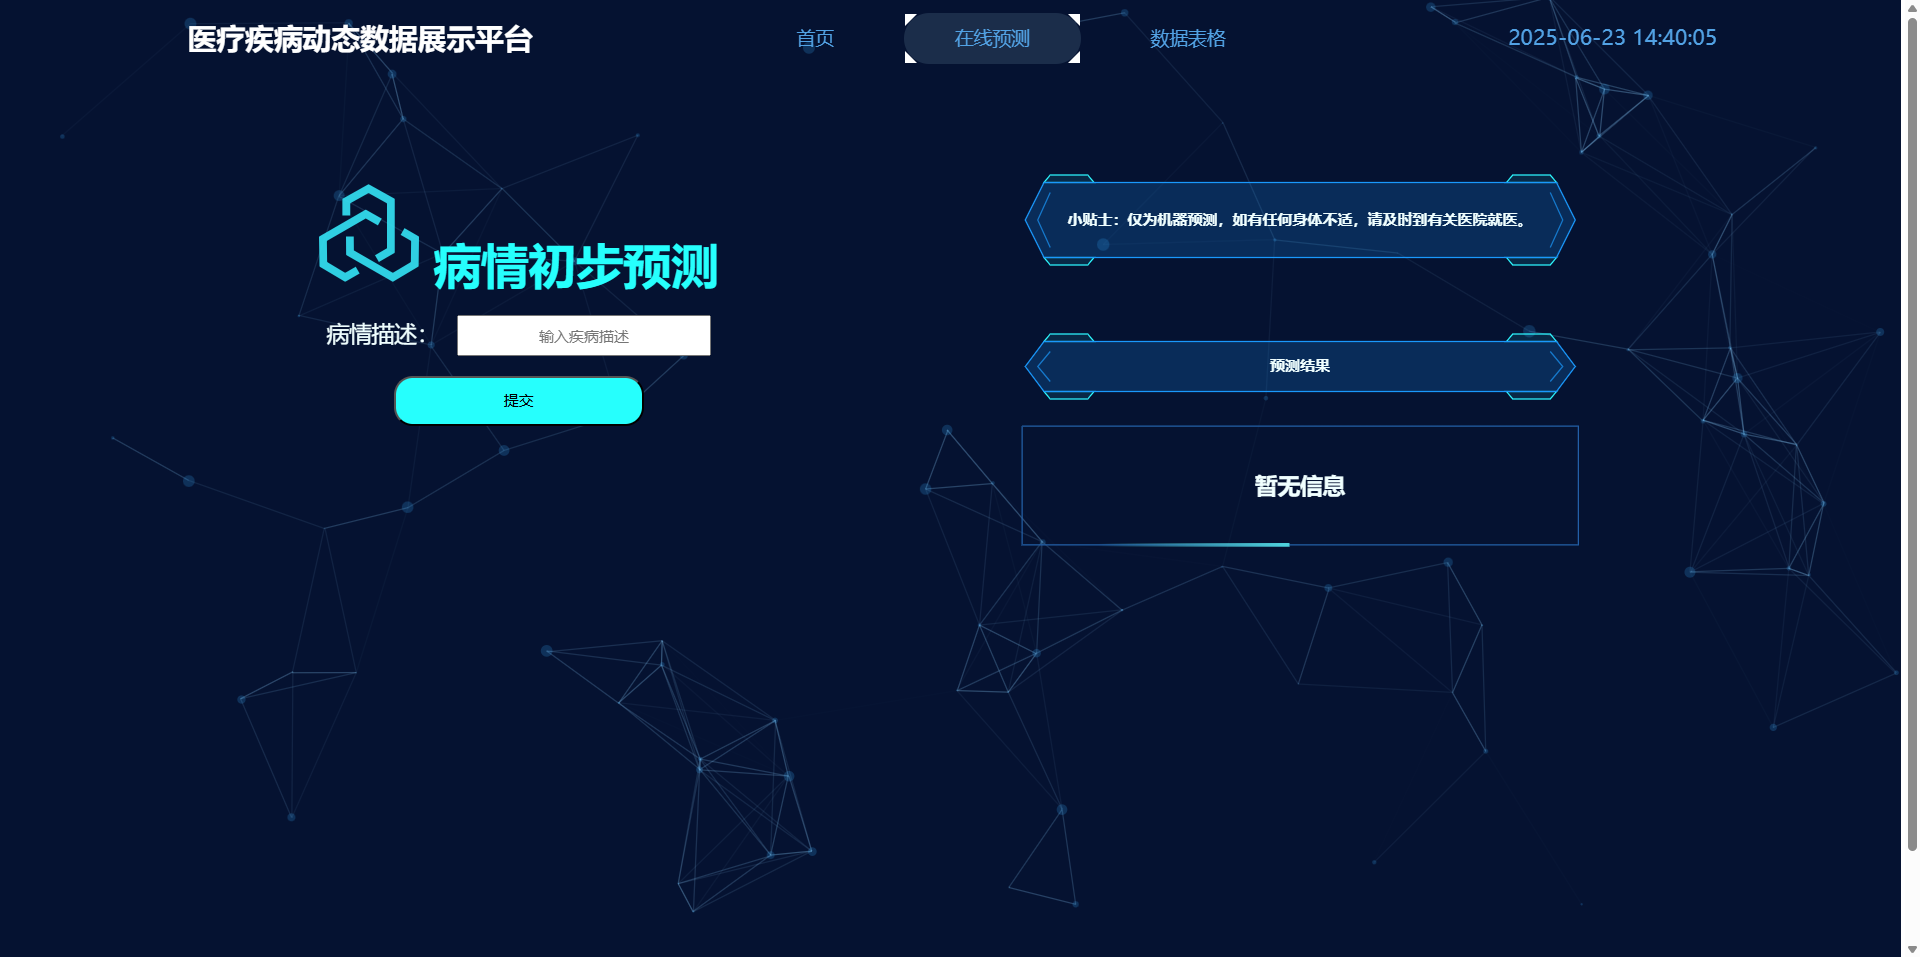 医疗疾病动态数据展示平台
首页
在线预测
数据表格
2025-06-23 14:40:05
病情初步预测
病情描述：
输入疾病描述
提交
小贴士：仅为机器预测，如有任何身体不适，请及时到有关医院就医。
预测结果
暂无信息